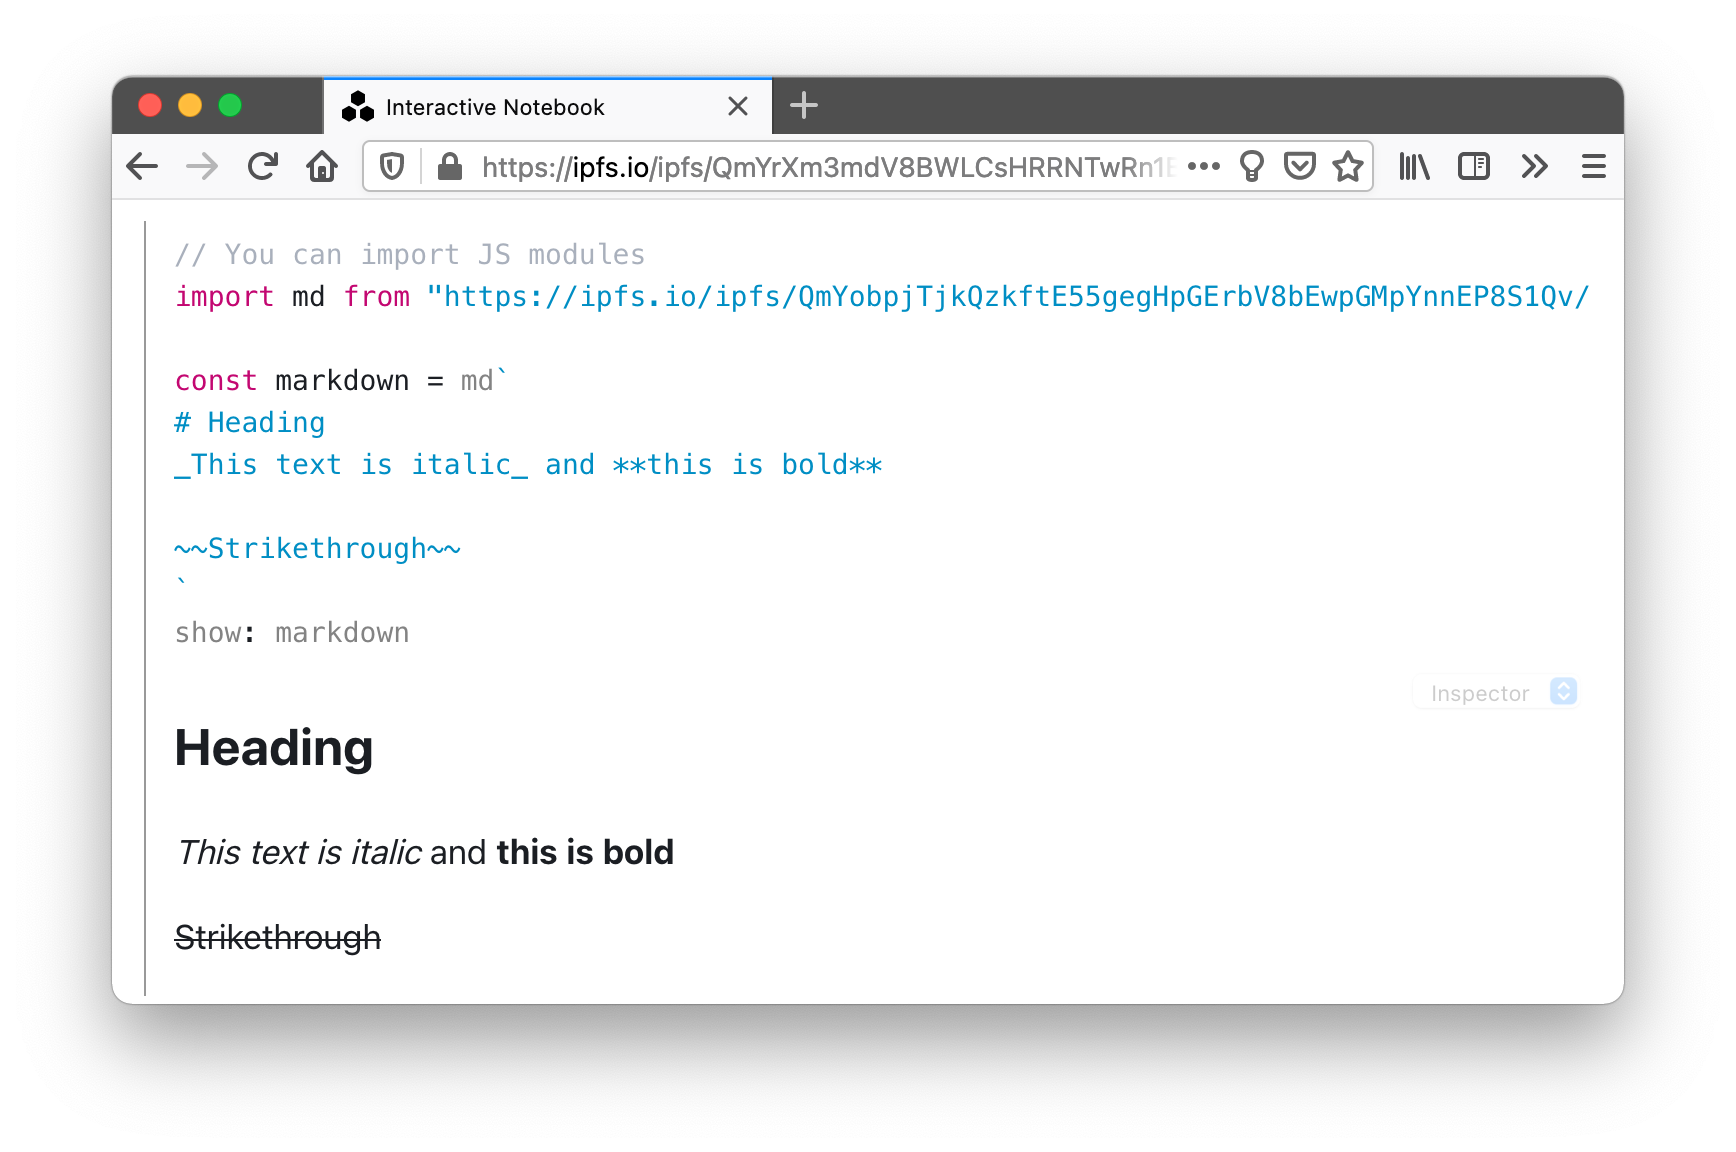 Interactive Notebook
https://ipfs.io/ipfs/QmYrXm3mdV8BWLCsHRRNTwRn1
// You can import JS modules
import md from "https://ipfs.io/ipfs/QmYobpjTjkQzkftE55gegHpGErbV8bEwpGMpYnnEP8S1Qv/
const markdown = md`
# Heading
_This text is italic_ and **this is bold**
~~Strikethrough~~
`
show: markdown
Inspector
Heading
This text is italic and this is bold
Strikethrough